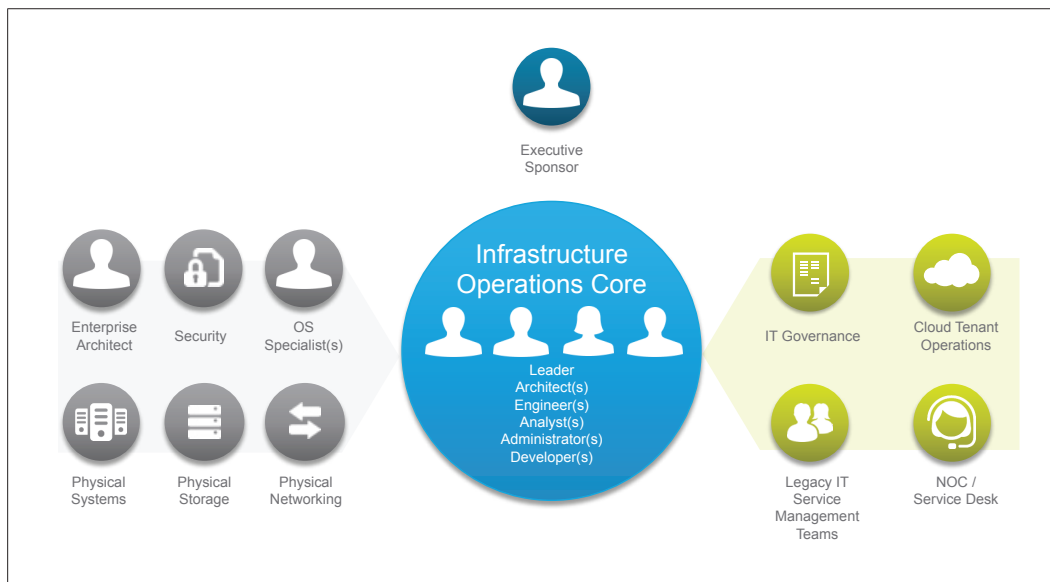 Executive
Sponsor
Infrastructure
Operations Core
Leader
Architect(s)
Engineer(s)
Analyst(s)
Administrator(s)
Developer(s)
Enterprise
Architect
Security
OS
Specialist(s)
Physical
Systems
Physical
Storage
Physical
Networking
IT Governance
Cloud Tenant
Operations
Legacy IT
Service
Management
Teams
NOC /
Service Desk